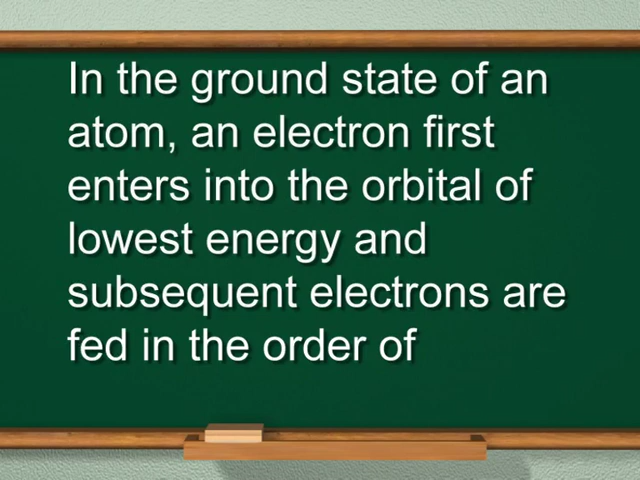 In the ground state of an
atom, an electron first
enters into the orbital of
lowest energy and
subsequent electrons are
fed in the order of